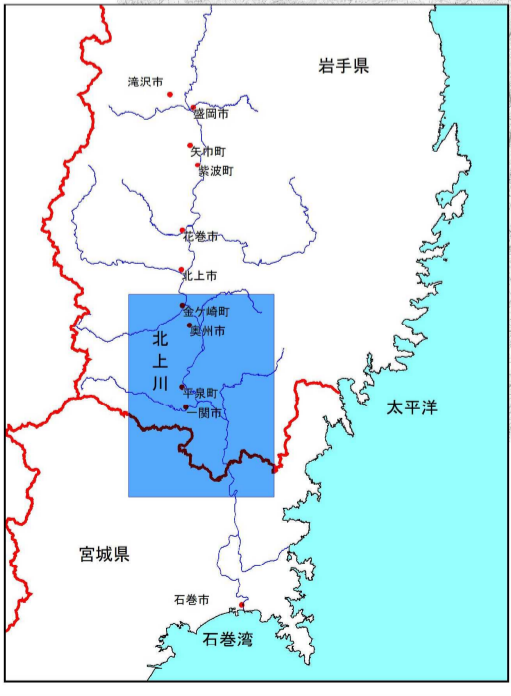 岩手県
滝沢市
盛岡市
矢巾町
紫波町
花巻市
北上市
金ケ崎町
奥州市
北上川
平泉町
一関市
太平洋
宮城県
石巻市
石巻湾